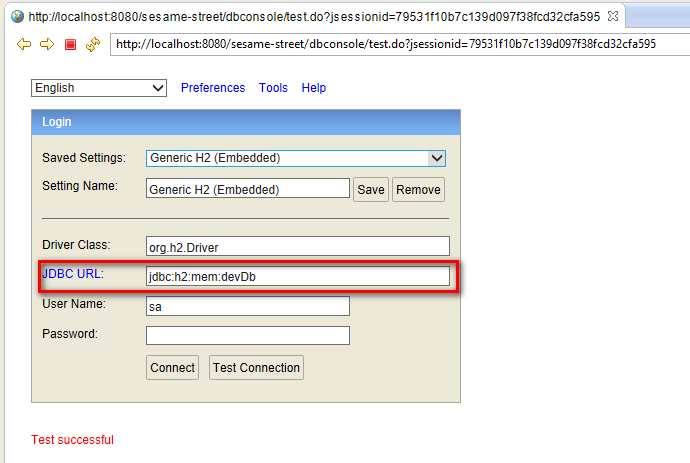 http://localhost:8080/sesame-street/dbconsole/test.do?jsessionid=79531f10b7c139d097f38fcd32cfa595
http://localhost:8080/sesame-street/dbconsole/test.do?jsessionid=79531f10b7c139d097f38fcd32cfa595
English Preferences Tools Help
Login
Saved Settings: Generic H2 (Embedded)
Setting Name: Generic H2 (Embedded) Save Remove
Driver Class: org.h2.Driver
JDBC URL: jdbc:h2:mem:devDb
User Name: sa
Password:
Connect Test Connection
Test successful